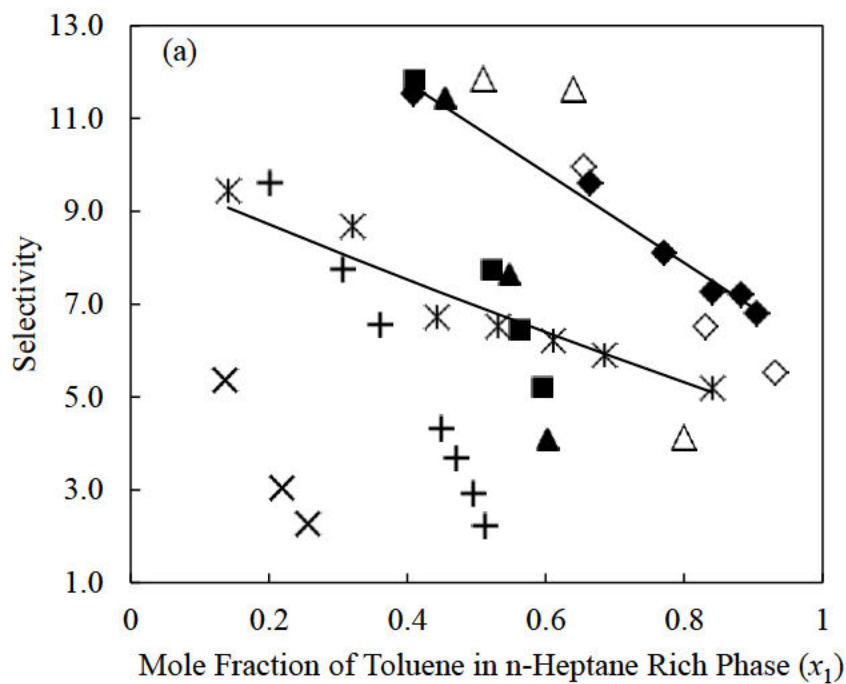 13.0
(a)
11.0
9.0
7.0
5.0
3.0
1.0
Selectivity
0 0.2 0.4 0.6 0.8 1
Mole Fraction of Toluene in n-Heptane Rich Phase (x₁)